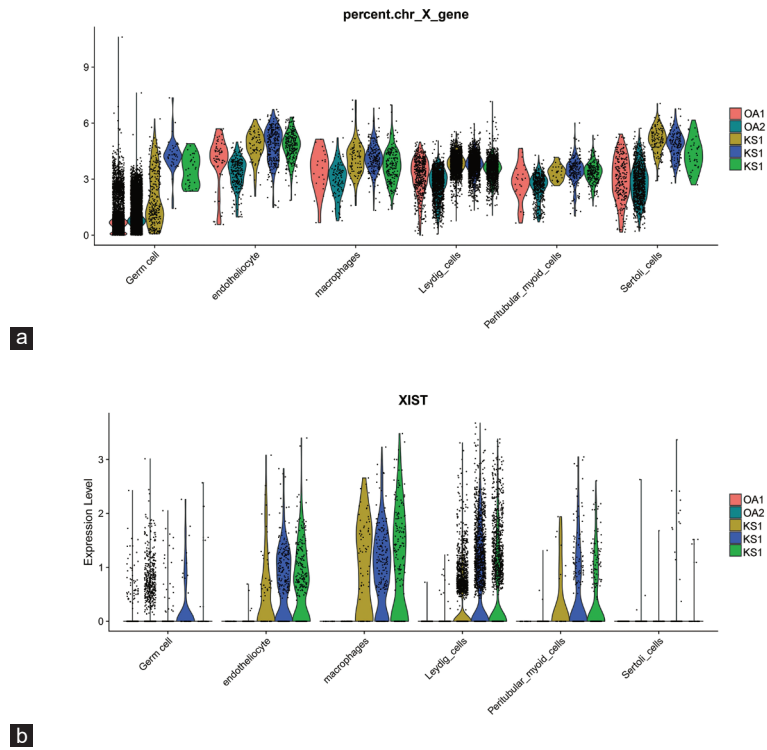 percent.chr_X_gene
9
6
3
0
Germ cell
endotheliocyte
macrophages
Leydig_cells
Peritubular_myoid_cells
Sertoli_cells
OA1
OA2
KS1
KS1
KS1
a
XIST
Expression Level
3
2
1
0
Germ cell
endotheliocyte
macrophages
Leydig_cells
Peritubular_myoid_cells
Sertoli_cells
OA1
OA2
KS1
KS1
KS1
b